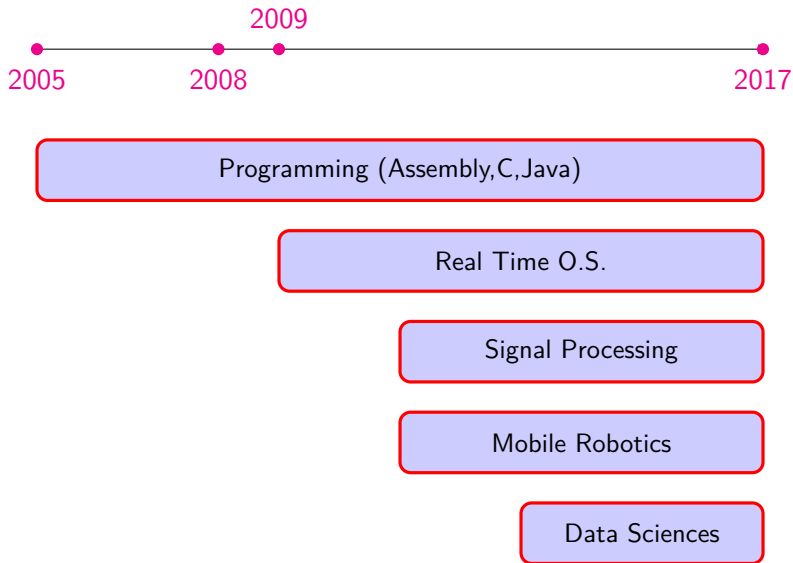 2009
2005 2008 2017
Programming (Assembly,C,Java)
Real Time O.S.
Signal Processing
Mobile Robotics
Data Sciences